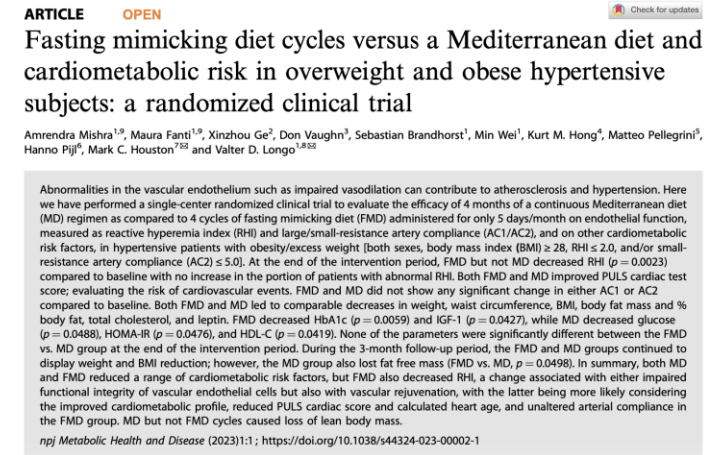 ARTICLE OPEN
Check for updates
Fasting mimicking diet cycles versus a Mediterranean diet and
cardiometabolic risk in overweight and obese hypertensive
subjects: a randomized clinical trial
Amrendra Mishra1,9, Maura Fanti1,9, Xinzhou Ge2, Don Vaughn3, Sebastian Brandhorst1, Min Wei1, Kurt M. Hong4, Matteo Pellegrini5,
Hanno Pijl6, Mark C. Houston7✉ and Valter D. Longo1,8✉
Abnormalities in the vascular endothelium such as impaired vasodilation can contribute to atherosclerosis and hypertension. Here
we have performed a single-center randomized clinical trial to evaluate the efficacy of 4 months of a continuous Mediterranean diet
(MD) regimen as compared to 4 cycles of fasting mimicking diet (FMD) administered for only 5 days/month on endothelial function,
measured as reactive hyperemia index (RHI) and large/small-resistance artery compliance (AC1/AC2), and on other cardiometabolic
risk factors, in hypertensive patients with obesity/excess weight [both sexes, body mass index (BMI) ≥ 28, RHI ≤ 2.0, and/or small-
resistance artery compliance (AC2) ≤ 5.0]. At the end of the intervention period, FMD but not MD decreased RHI (p = 0.0023)
compared to baseline with no increase in the portion of patients with abnormal RHI. Both FMD and MD improved PULS cardiac test
score; evaluating the risk of cardiovascular events. FMD and MD did not show any significant change in either AC1 or AC2
compared to baseline. Both FMD and MD led to comparable decreases in weight, waist circumference, BMI, body fat mass and %
body fat, total cholesterol, and leptin. FMD decreased HbA1c (p = 0.0059) and IGF-1 (p = 0.0427), while MD decreased glucose
(p = 0.0488), HOMA-IR (p = 0.0476), and HDL-C (p = 0.0419). None of the parameters were significantly different between the FMD
vs. MD group at the end of the intervention period. During the 3-month follow-up period, the FMD and MD groups continued to
display weight and BMI reduction; however, the MD group also lost fat free mass (FMD vs. MD, p = 0.0498). In summary, both MD
and FMD reduced a range of cardiometabolic risk factors, but FMD also decreased RHI, a change associated with either impaired
functional integrity of vascular endothelial cells but also with vascular rejuvenation, with the latter being more likely considering
the improved cardiometabolic profile, reduced PULS cardiac score and calculated heart age, and unaltered arterial compliance in
the FMD group. MD but not FMD cycles caused loss of lean body mass.
npj Metabolic Health and Disease (2023)1:1 ; https://doi.org/10.1038/s44324-023-00002-1